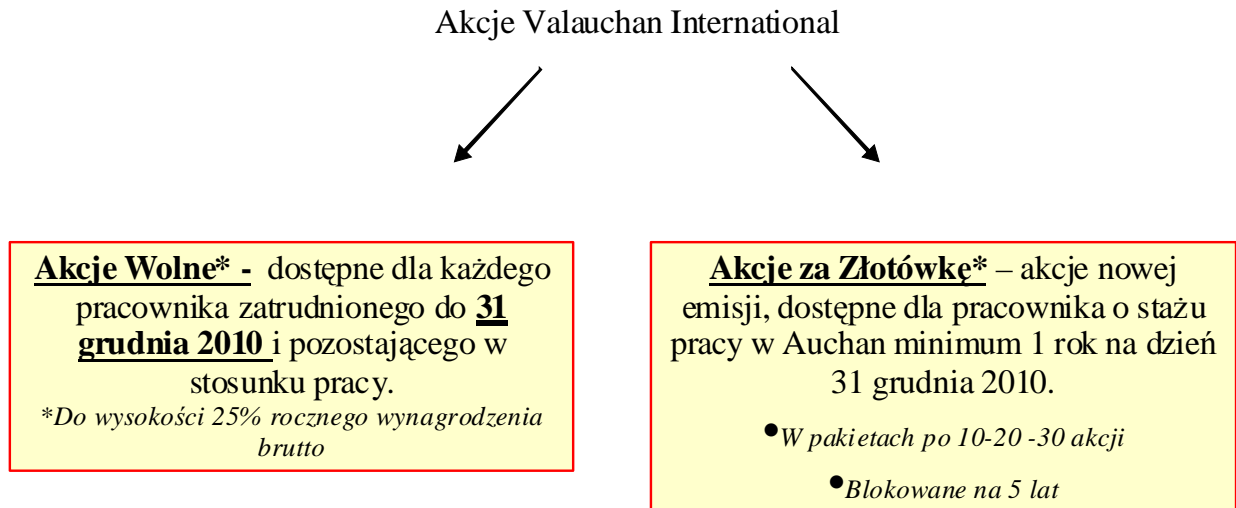 Akcje Valauchan International
Akcje Wolne* - dostępne dla każdego
pracownika zatrudnionego do 31
grudnia 2010 i pozostającego w
stosunku pracy.
*Do wysokości 25% rocznego wynagrodzenia
brutto
Akcje za Złotówkę* – akcje nowej
emisji, dostępne dla pracownika o stażu
pracy w Auchan minimum 1 rok na dzień
31 grudnia 2010.
•W pakietach po 10-20 -30 akcji
•Blokowane na 5 lat